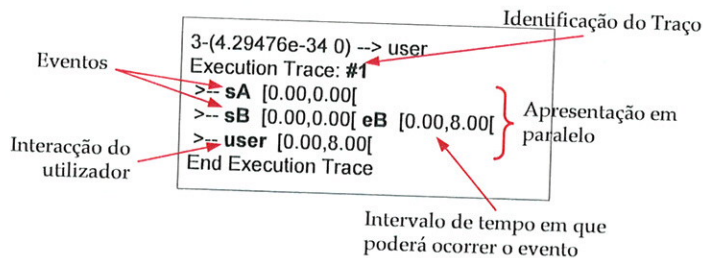 Identificação do Traço
3-(4.29476e-34 0) --> user
Execution Trace: #1
Eventos
>-- sA [0.00,0.00[
>-- sB [0.00,0.00[ eB [0.00,8.00[
>-- user [0.00,8.00[
End Execution Trace
Apresentação em
paralelo
Interacção do
utilizador
Intervalo de tempo em que
poderá ocorrer o evento